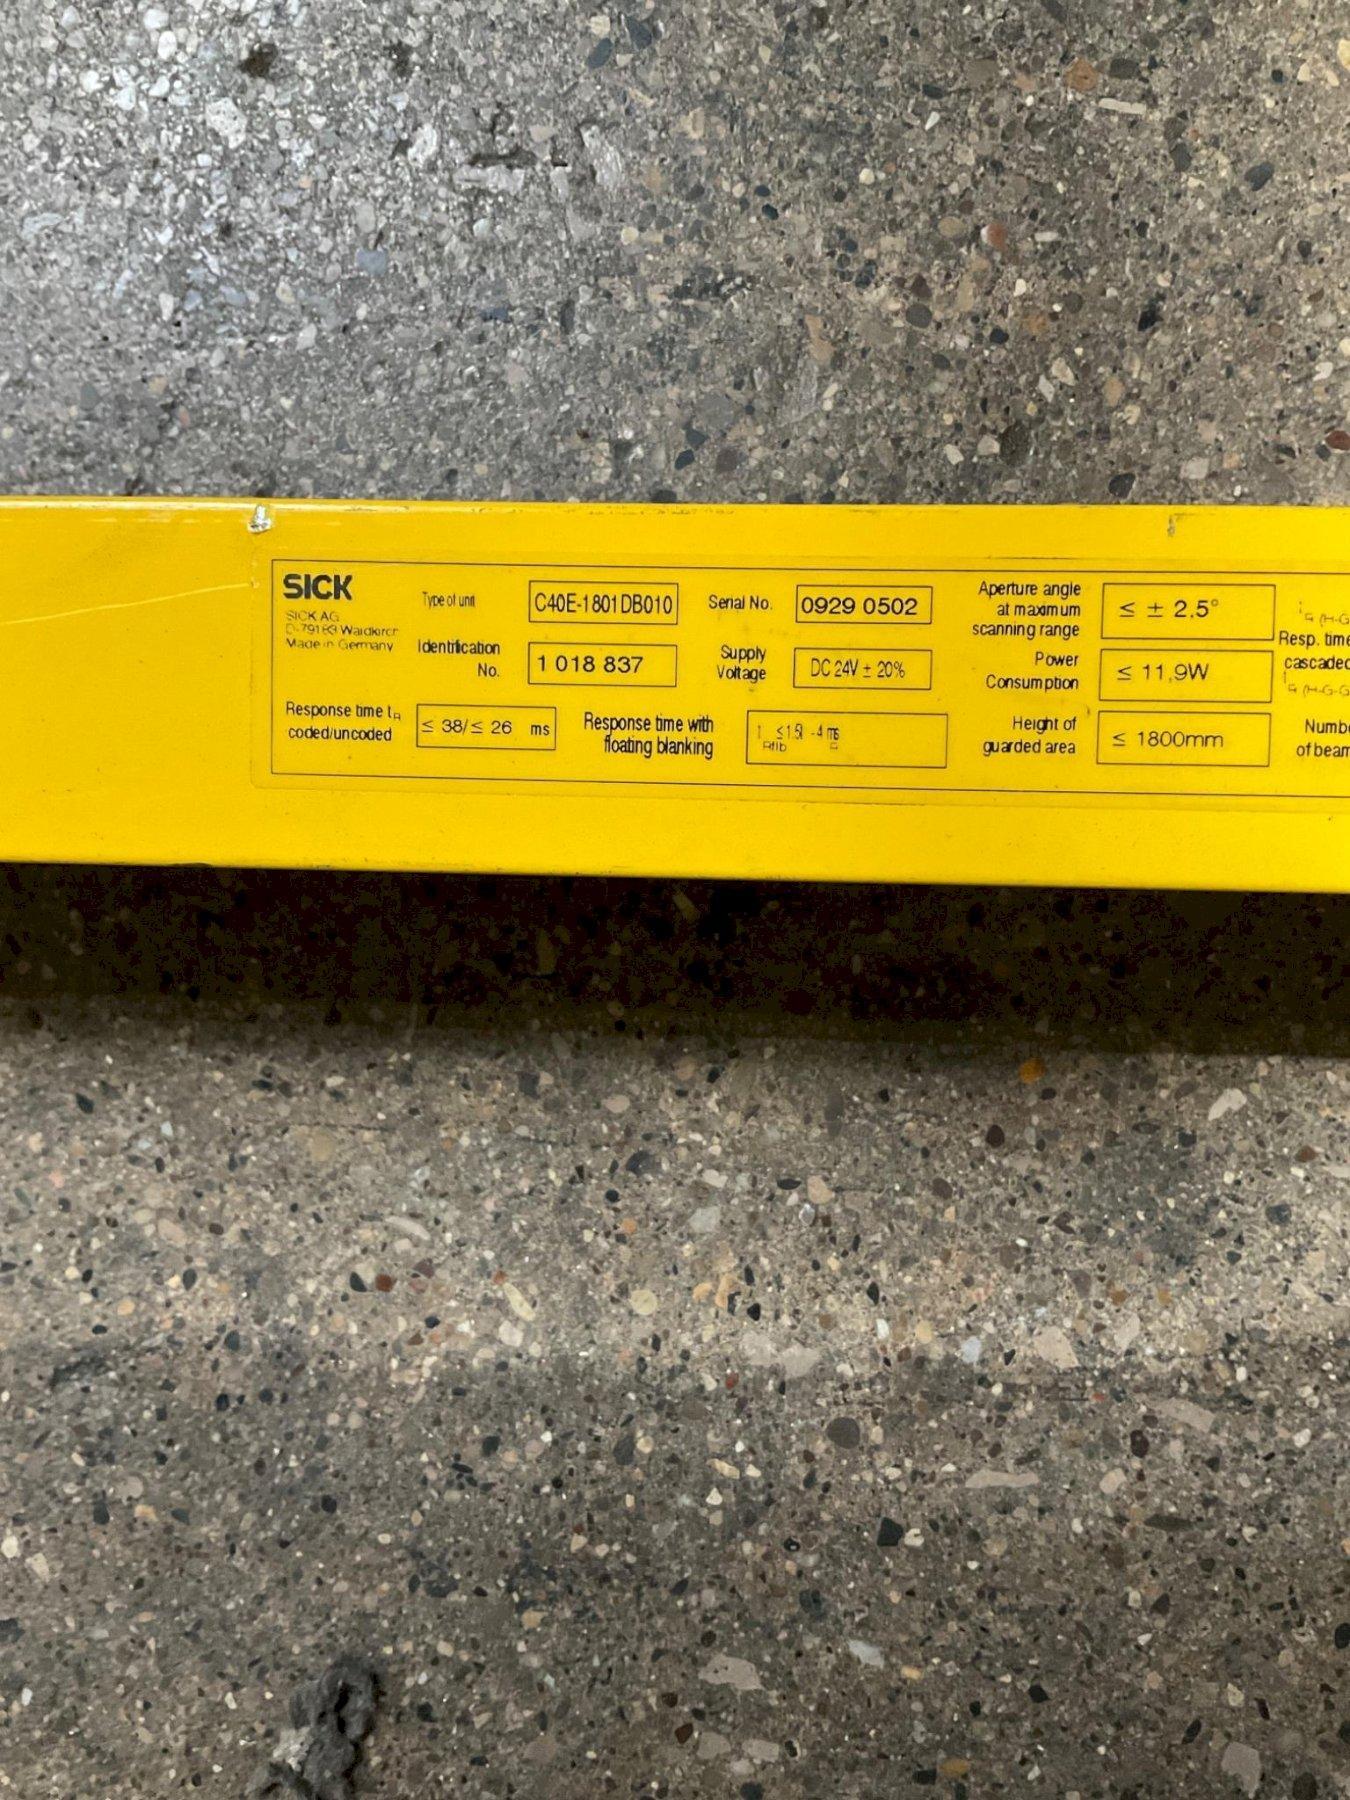 SICK
SICK AG
D-79183 Waldkirch
Made in Germany
Type of unit C40E-1801DB010
Identification No. 1 018 837
Serial No. 0929 0502
Supply Voltage DC 24V ± 20%
Aperture angle at maximum scanning range ≤ ± 2,5°
Power Consumption ≤ 11,9W
Resp. time
cascaded
Response time tR coded/uncoded ≤ 38/≤ 26 ms
Response time with floating blanking
Height of guarded area ≤ 1800mm
Numbe
of beam